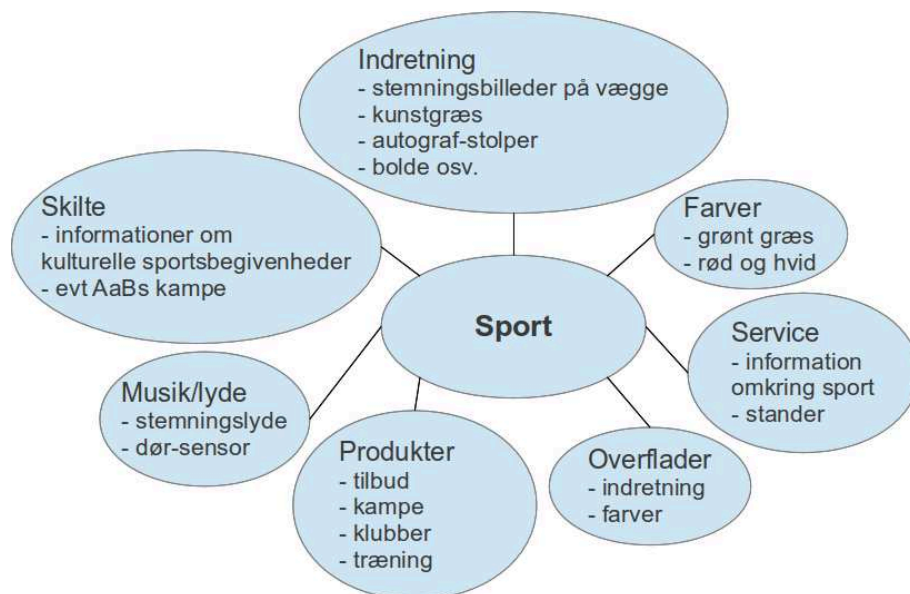 Indretning
- stemningsbilleder på vægge
- kunstgræs
- autograf-stolper
- bolde osv.
Skilte
- informationer om
kulturelle sportsbegivenheder
- evt AaBs kampe
Farver
- grønt græs
- rød og hvid
Sport
Service
- information
omkring sport
- stander
Musik/lyde
- stemningslyde
- dør-sensor
Produkter
- tilbud
- kampe
- klubber
- træning
Overflader
- indretning
- farver